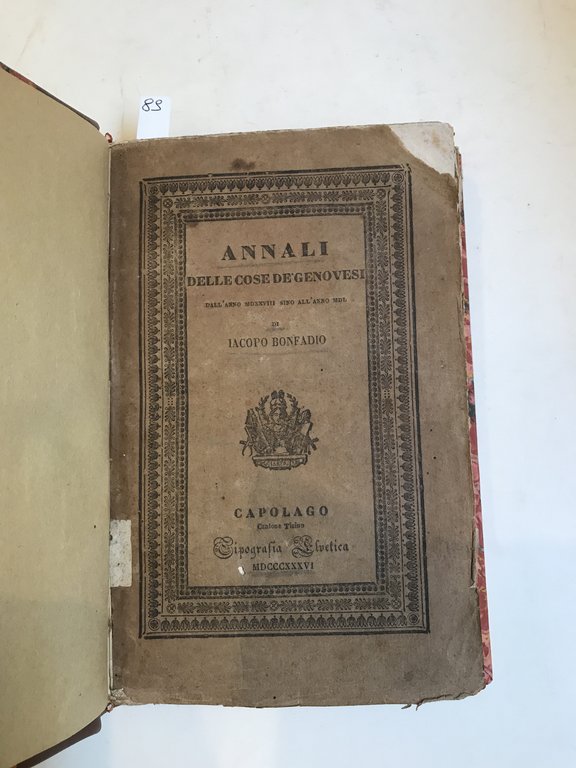 89
ANNALI
DELLE COSE DE'GENOVESI
DALL'ANNO MDXXVIII SINO ALL'ANNO MDL
DI
IACOPO BONFADIO
CAPOLAGO
Cantone Ticino
Tipografia Elvetica
MDCCCXXXVI